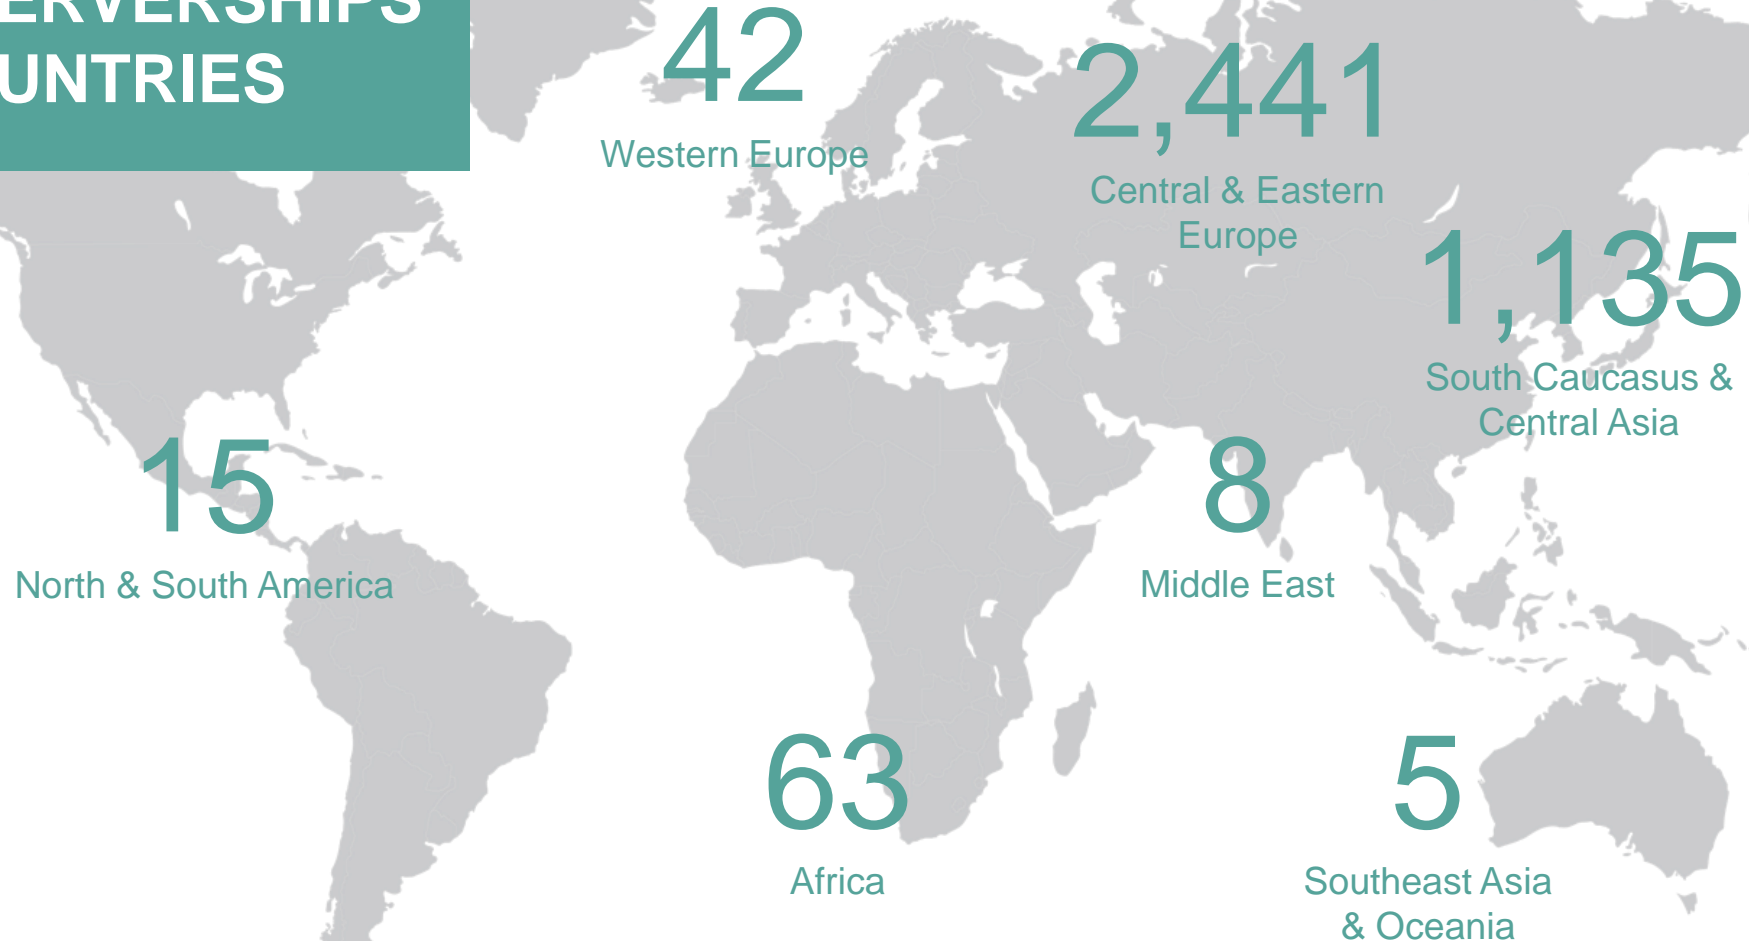 ERVERSHIPS
UNTRIES
42
Western Europe
2,441
Central & Eastern
Europe
1,135
South Caucasus &
Central Asia
15
North & South America
8
Middle East
63
Africa
5
Southeast Asia
& Oceania